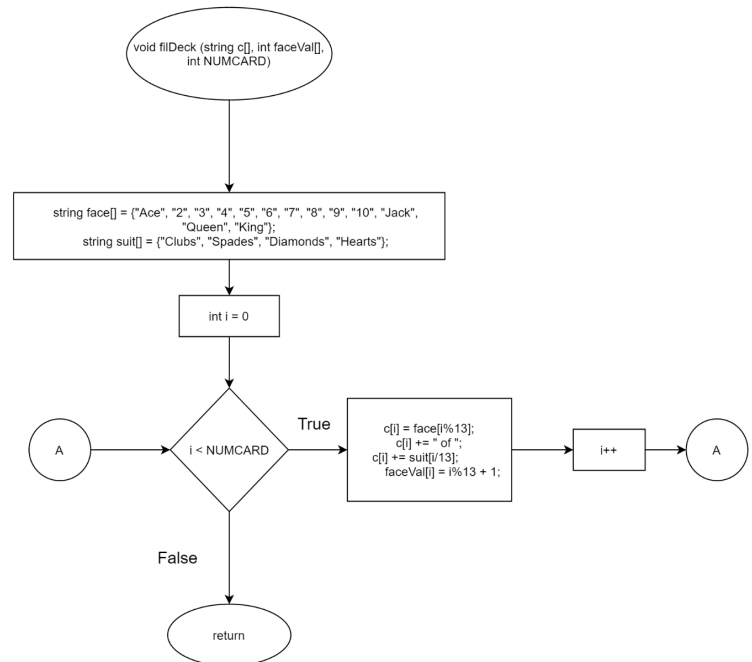 void filDeck (string c[], int faceVal[],
int NUMCARD)
string face[] = {"Ace", "2", "3", "4", "5", "6", "7", "8", "9", "10", "Jack",
"Queen", "King"};
string suit[] = {"Clubs", "Spades", "Diamonds", "Hearts"};
int i = 0
A
i < NUMCARD
True
c[i] = face[i%13];
c[i] += " of ";
c[i] += suit[i/13];
faceVal[i] = i%13 + 1;
i++
A
False
return